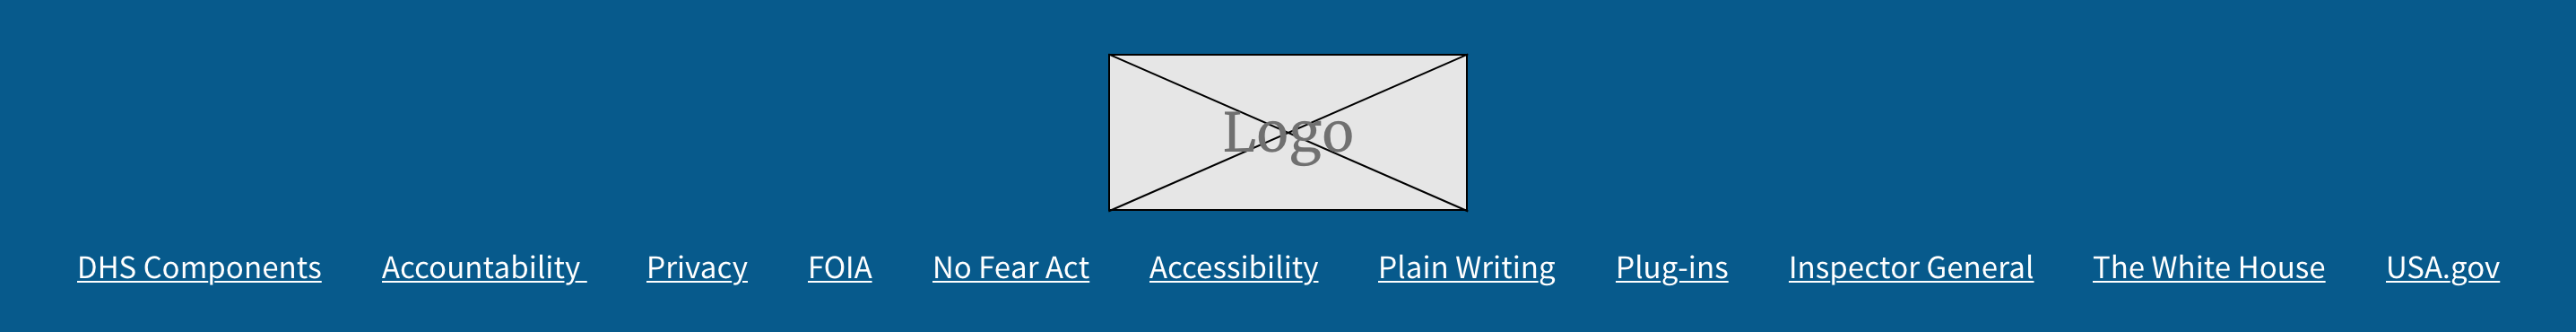 Logo
DHS Components Accountability Privacy FOIA No Fear Act Accessibility Plain Writing Plug-ins Inspector General The White House USA.gov